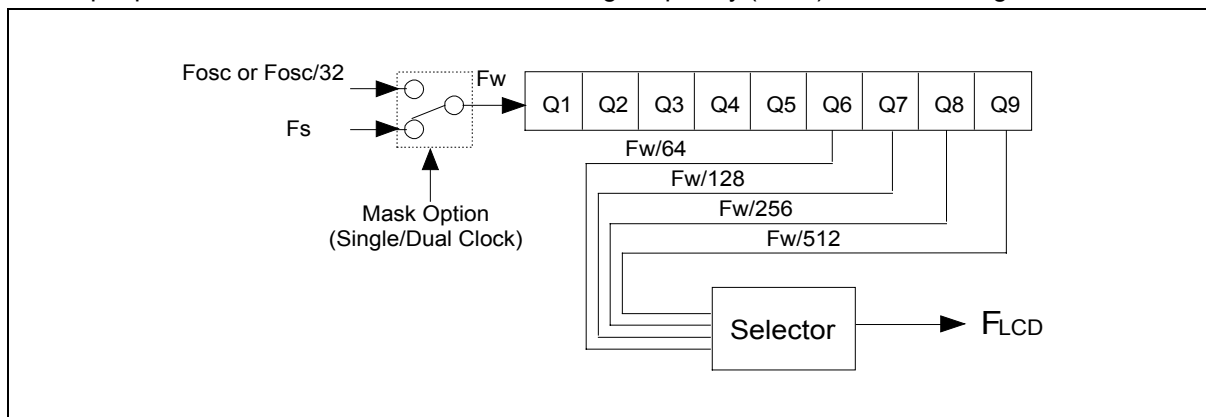 Fosc or Fosc/32
Fw
Q1 Q2 Q3 Q4 Q5 Q6 Q7 Q8 Q9
Fs
Fw/64
Fw/128
Mask Option
Fw/256
(Single/Dual Clock)
Fw/512
Selector
FLCD